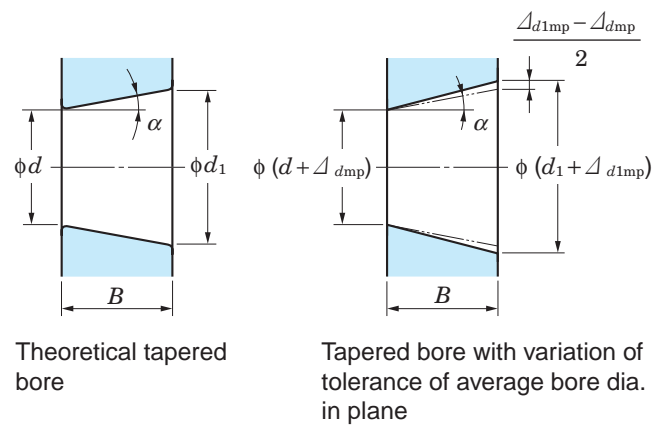 Δd1mp − Δdmp
2
α
α
ϕd
ϕd1
ϕ (d+Δdmp)
ϕ (d1+Δd1mp)
B
B
Theoretical tapered
bore
Tapered bore with variation of
tolerance of average bore dia.
in plane